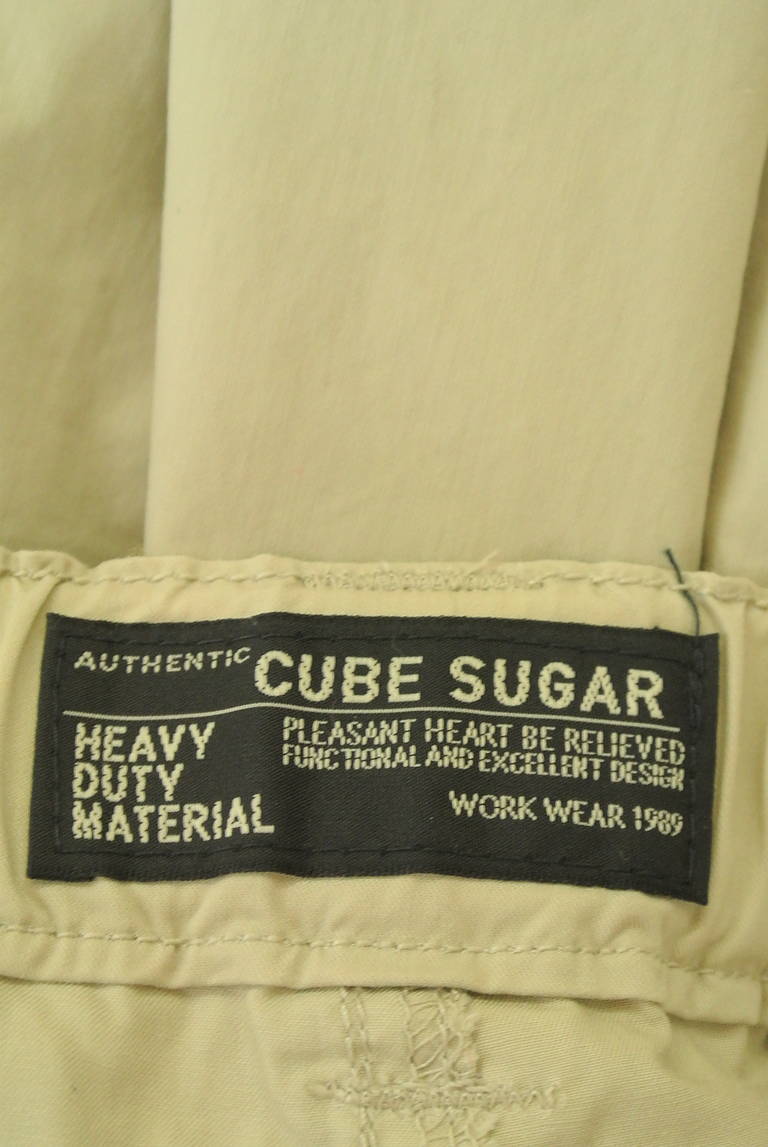 AUTHENTIC CUBE SUGAR
HEAVY
DUTY
MATERIAL
PLEASANT HEART BE RELIEVED
FUNCTIONAL AND EXCELLENT DESIGN
WORK WEAR 1989